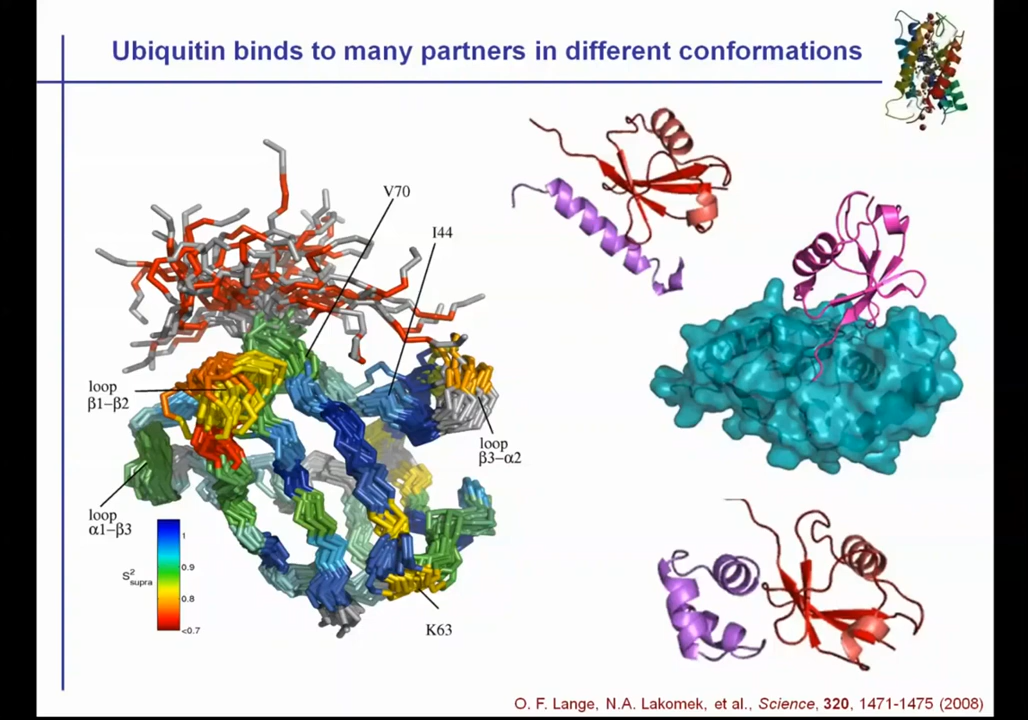 Ubiquitin binds to many partners in different conformations
V70
I44
loop
β1–β2
loop
β3–α2
loop
α1–β3
S²supra
1
0.9
0.8
<0.7
K63
O. F. Lange, N.A. Lakomek, et al., Science, 320, 1471-1475 (2008)